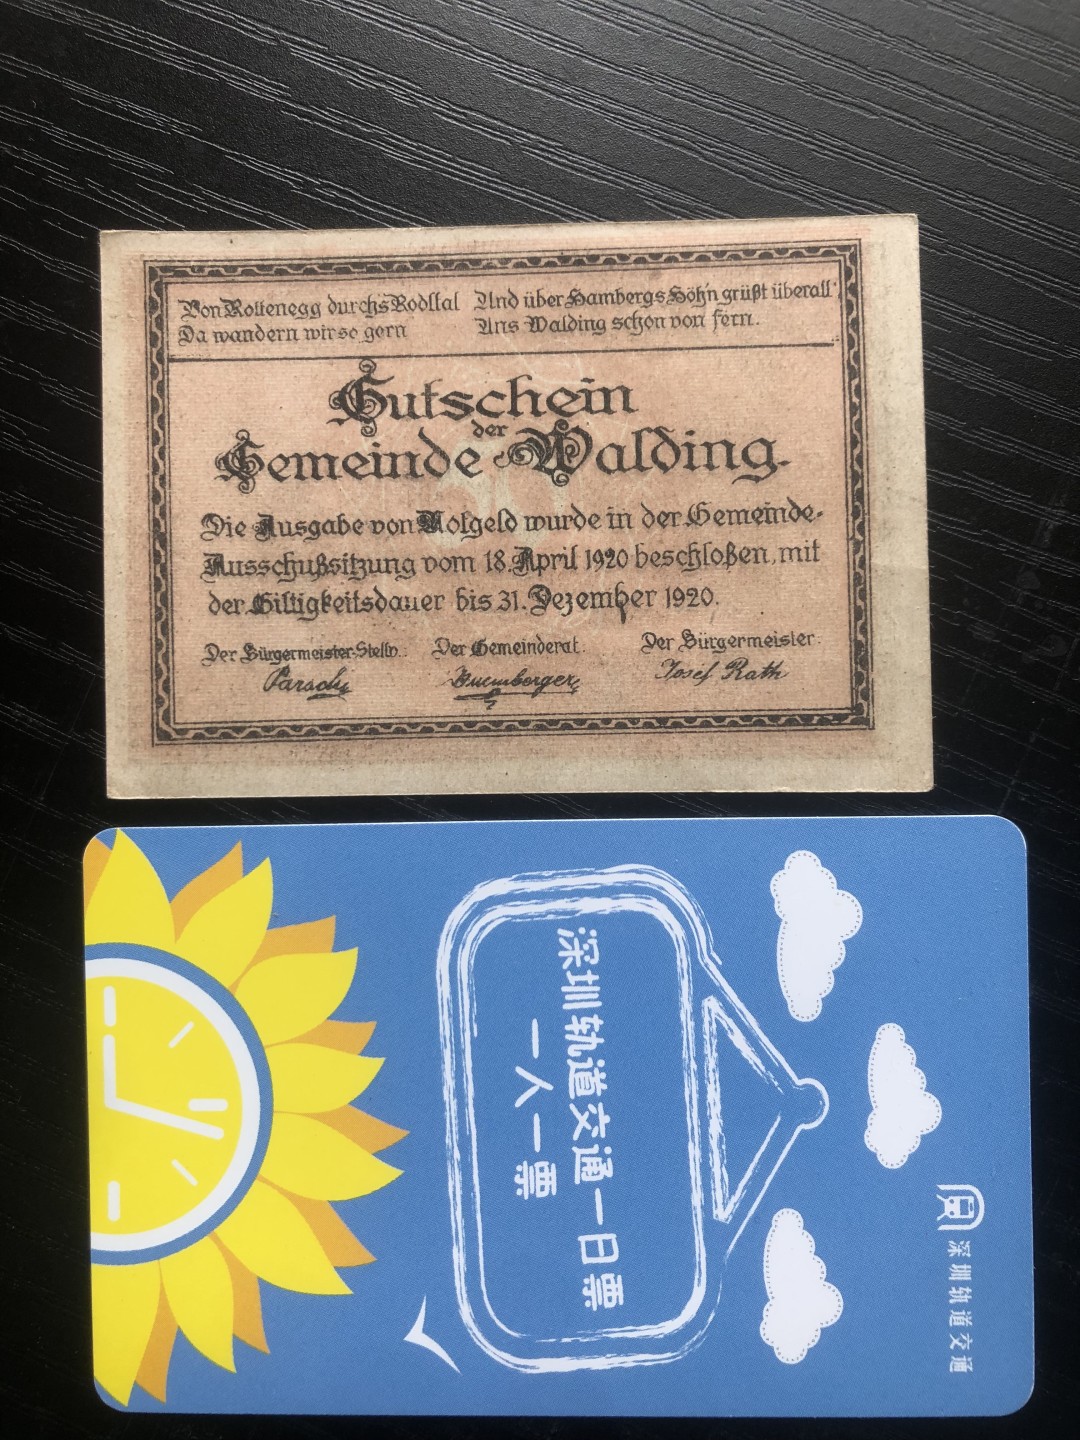 Von Rottenegg durchs Rodltal
Da wandern wir so gern
Und über Hambergs Höh'n grüßt überall
Uns Walding schon von fern.
Gutschein
der
Gemeinde Walding.
Die Ausgabe von Notgeld wurde in der Gemeinde-
Ausschußsitzung vom 18. April 1920 beschloßen, mit
der Giltigkeitsdauer bis 31. Dezember 1920.
Der Bürgermeister-Stellv.:
Der Gemeinderat:
Der Bürgermeister:
Josef Rath
深圳轨道交通
深圳轨道交通一日票
一人一票